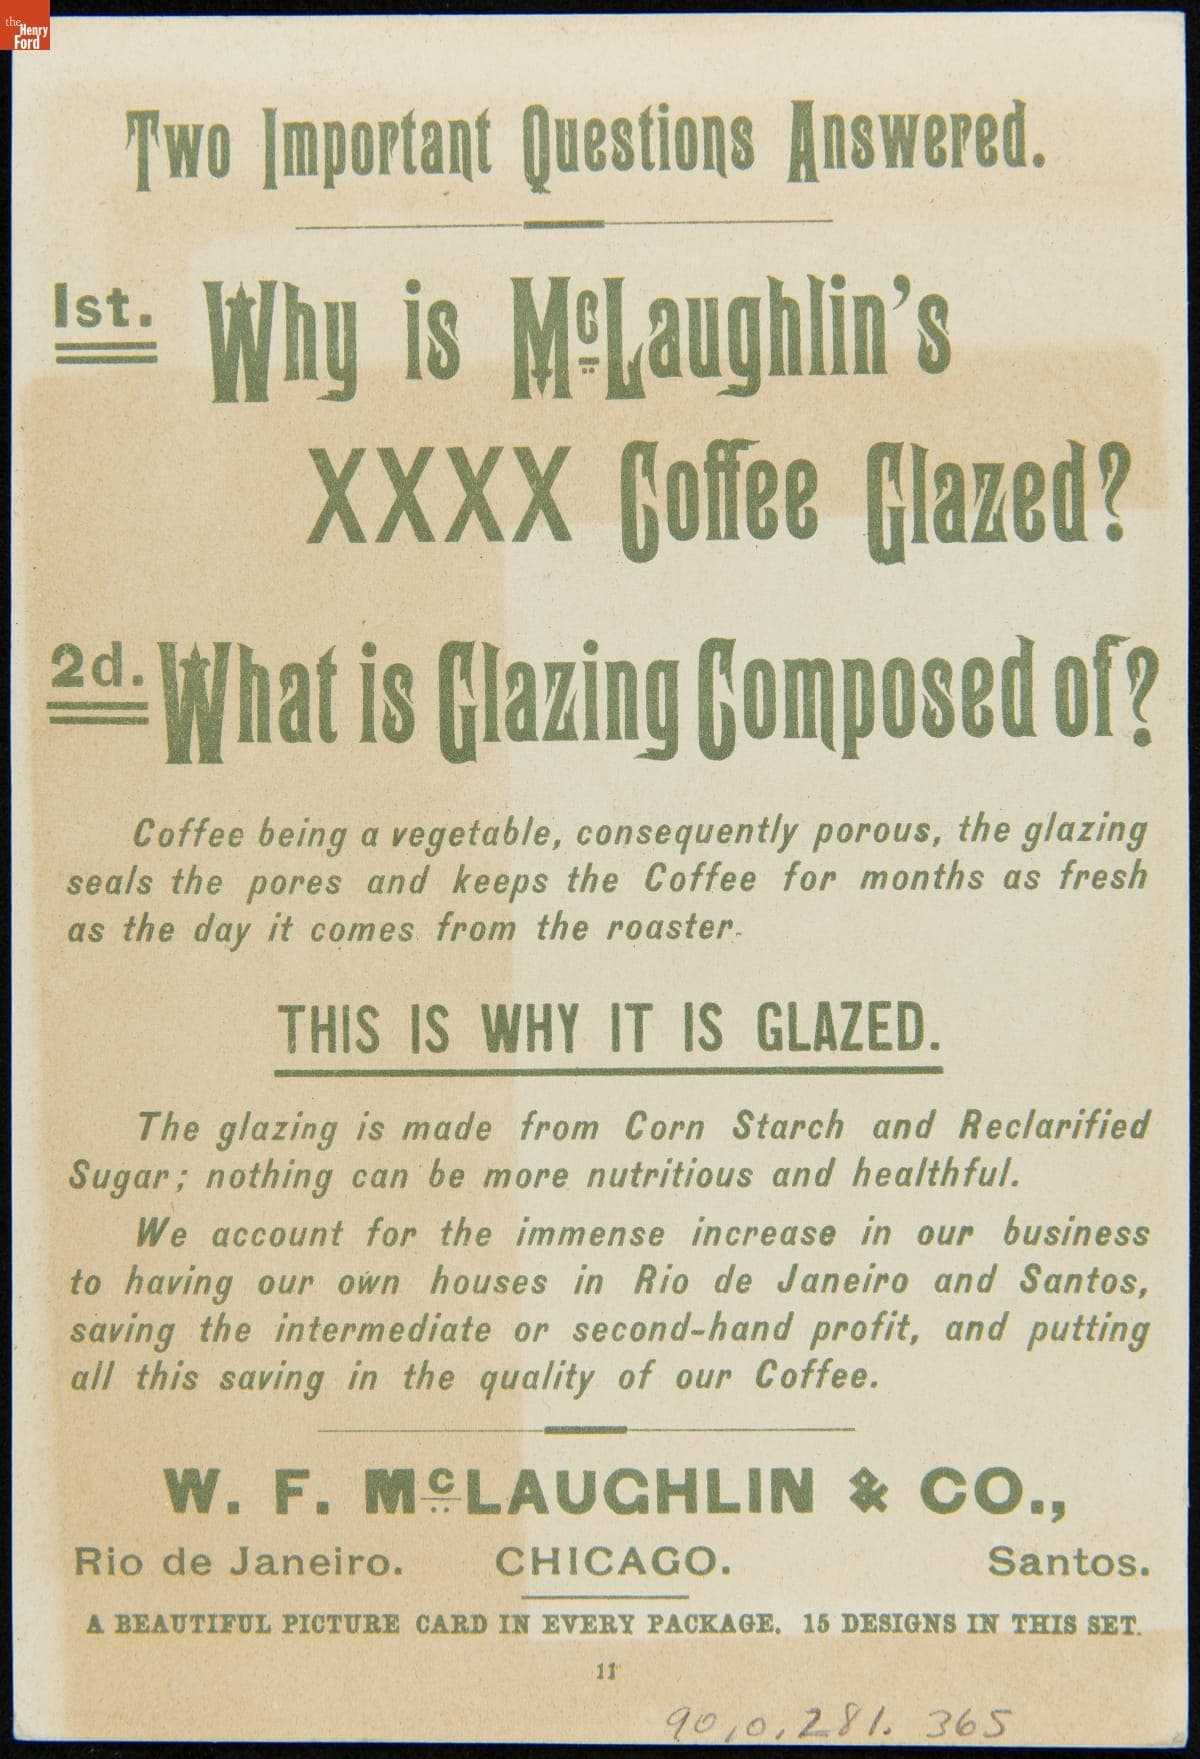 the
Henry
Ford
Two Important Questions Answered.
1st. Why is McLaughlin's
XXXX Coffee Glazed?
2d. What is Glazing Composed of?
Coffee being a vegetable, consequently porous, the glazing
seals the pores and keeps the Coffee for months as fresh
as the day it comes from the roaster.
THIS IS WHY IT IS GLAZED.
The glazing is made from Corn Starch and Reclarified
Sugar; nothing can be more nutritious and healthful.
We account for the immense increase in our business
to having our own houses in Rio de Janeiro and Santos,
saving the intermediate or second-hand profit, and putting
all this saving in the quality of our Coffee.
W. F. McLAUGHLIN & CO.,
Rio de Janeiro. CHICAGO. Santos.
A BEAUTIFUL PICTURE CARD IN EVERY PACKAGE. 15 DESIGNS IN THIS SET.
11
90.0.281.365